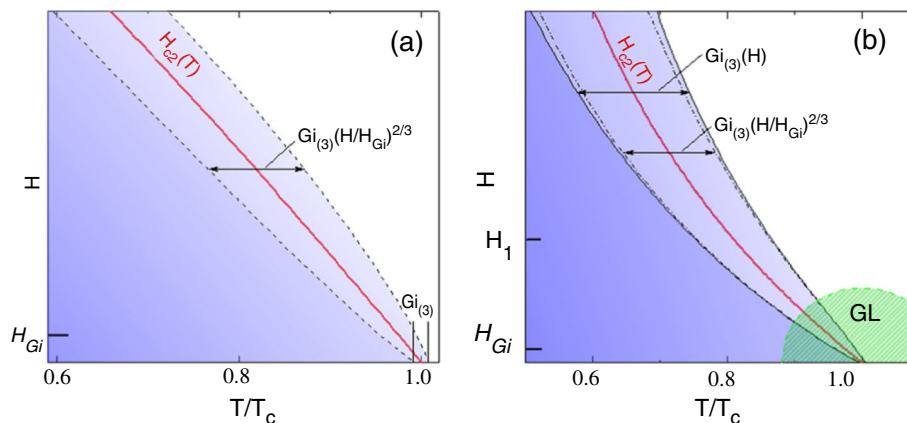 (a)
H_c2(T)
Gi_(3)(H/H_Gi)^2/3
H
Gi_(3)
H_Gi
0.6 0.8 1.0
T/T_c
(b)
H_c2(T)
Gi_(3)(H)
Gi_(3)(H/H_Gi)^2/3
H
H_1
GL
H_Gi
0.6 0.8 1.0
T/T_c